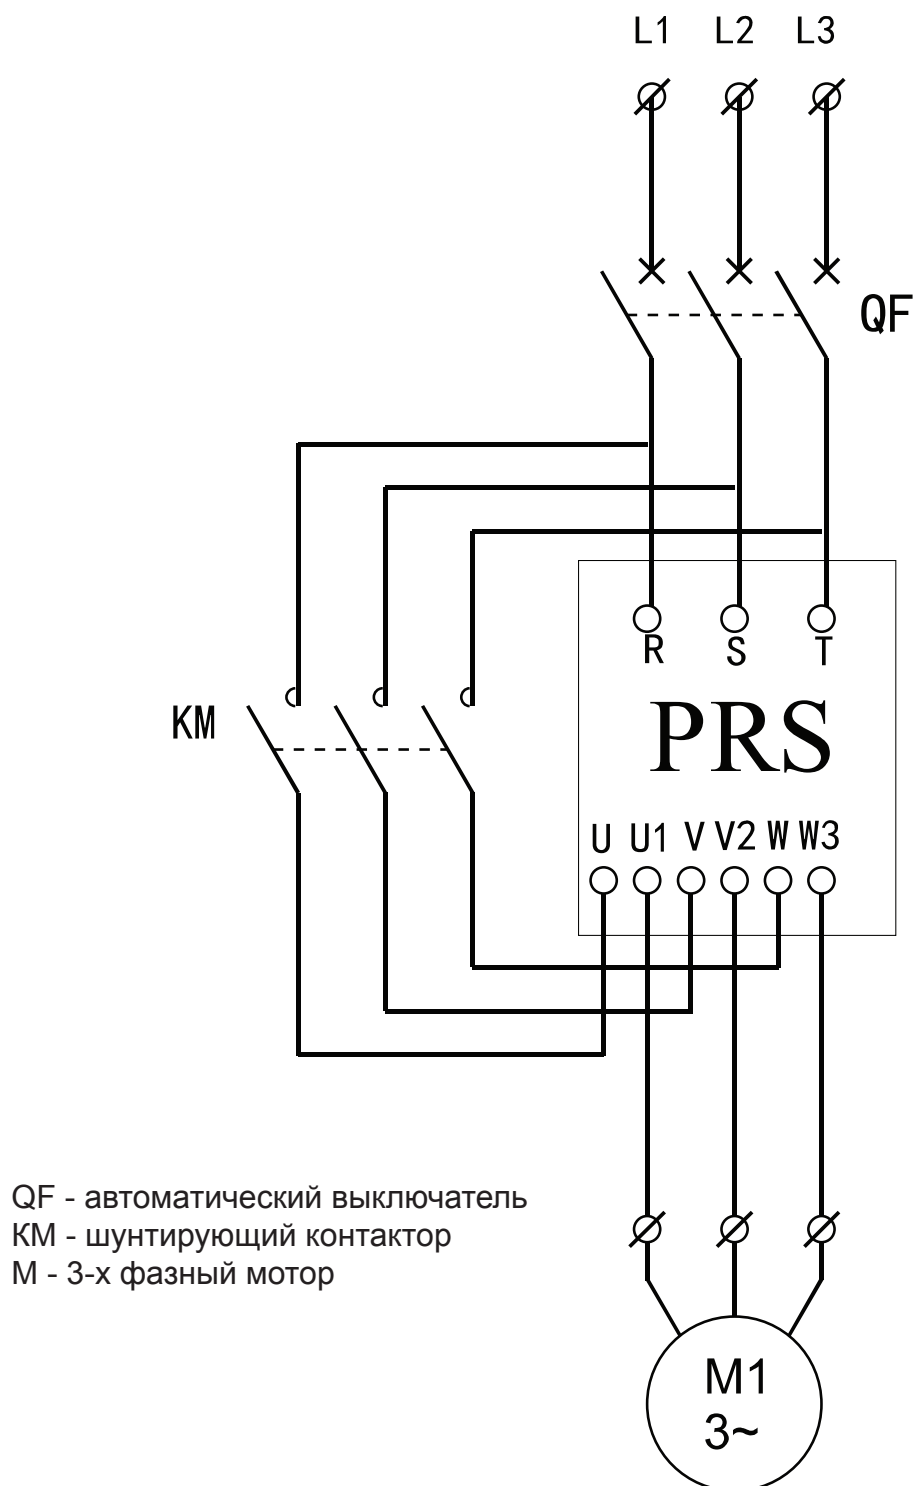 L1 L2 L3
QF
R S T
KM
PRS
U U1 V V2 W W3
QF - автоматический выключатель
КМ - шунтирующий контактор
М - 3-х фазный мотор
M1
3~